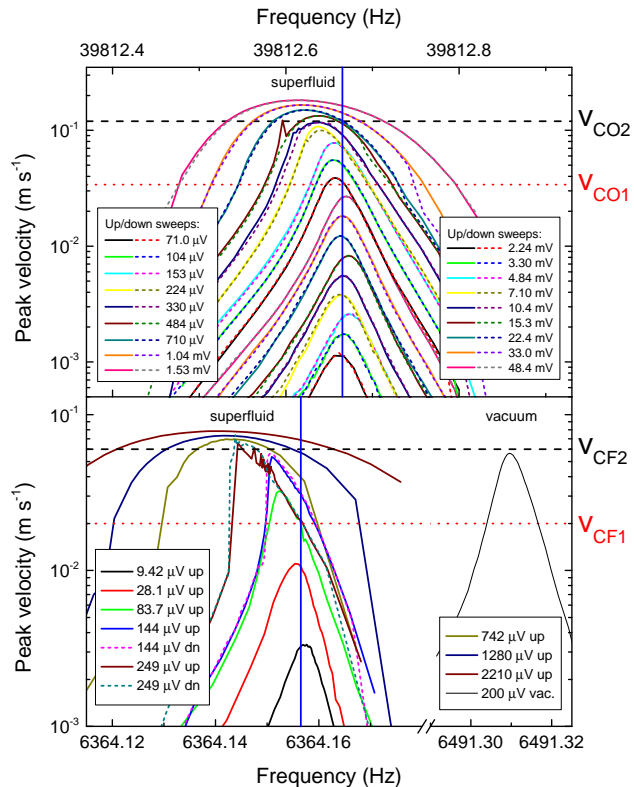 Frequency (Hz)
39812.4 39812.6 39812.8
superfluid
Peak velocity (m s⁻¹)
10⁻¹
10⁻²
10⁻³
V_CO2
V_CO1
Up/down sweeps:
71.0 µV
104 µV
153 µV
224 µV
330 µV
484 µV
710 µV
1.04 mV
1.53 mV
Up/down sweeps:
2.24 mV
3.30 mV
4.84 mV
7.10 mV
10.4 mV
15.3 mV
22.4 mV
33.0 mV
48.4 mV
superfluid vacuum
Peak velocity (m s⁻¹)
10⁻¹
10⁻²
10⁻³
V_CF2
V_CF1
9.42 µV up
28.1 µV up
83.7 µV up
144 µV up
144 µV dn
249 µV up
249 µV dn
742 µV up
1280 µV up
2210 µV up
200 µV vac.
6364.12 6364.14 6364.16 6491.30 6491.32
Frequency (Hz)